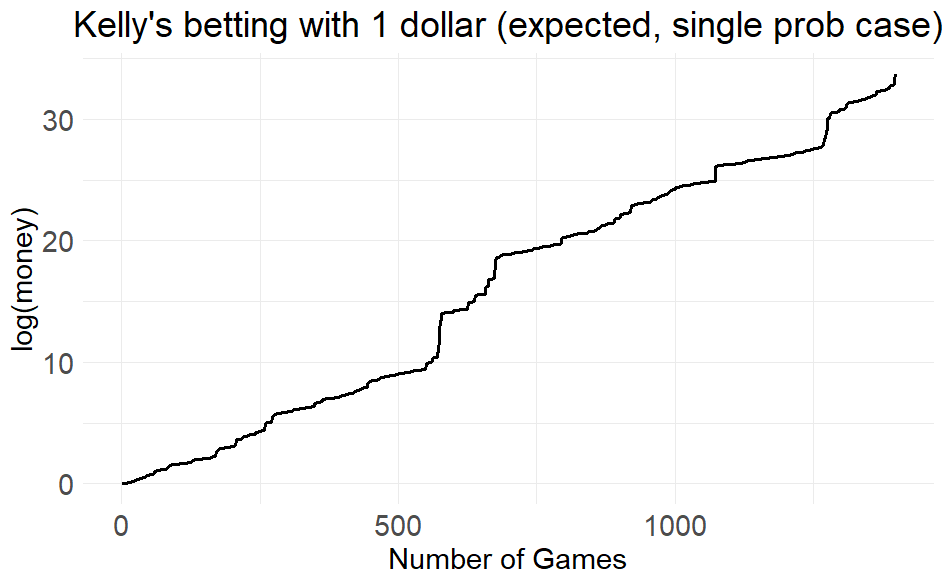 Kelly's betting with 1 dollar (expected, single prob case)
log(money)
30
20
10
0
0 500 1000
Number of Games